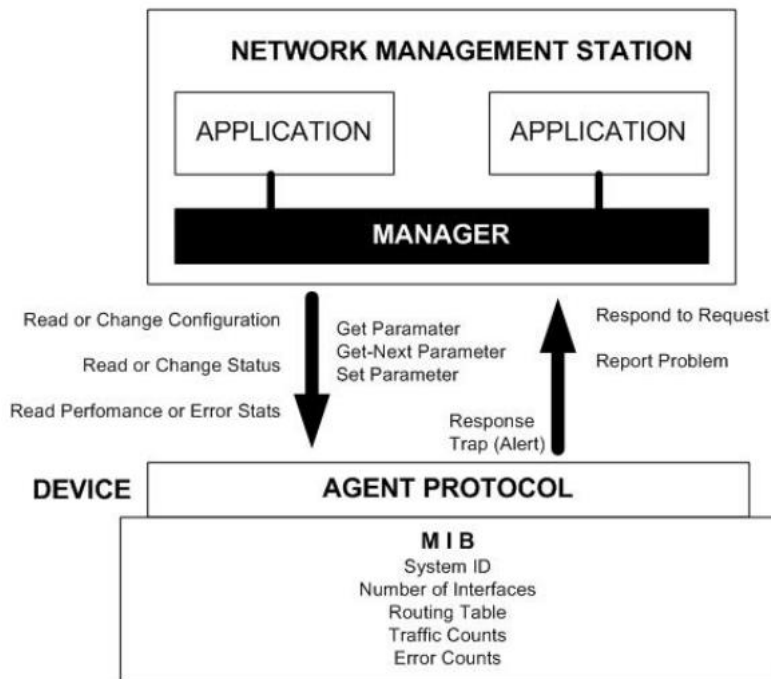 NETWORK MANAGEMENT STATION
APPLICATION
APPLICATION
MANAGER
Read or Change Configuration
Read or Change Status
Read Perfomance or Error Stats
Get Paramater
Get-Next Parameter
Set Parameter
Respond to Request
Report Problem
Response
Trap (Alert)
DEVICE
AGENT PROTOCOL
M I B
System ID
Number of Interfaces
Routing Table
Traffic Counts
Error Counts